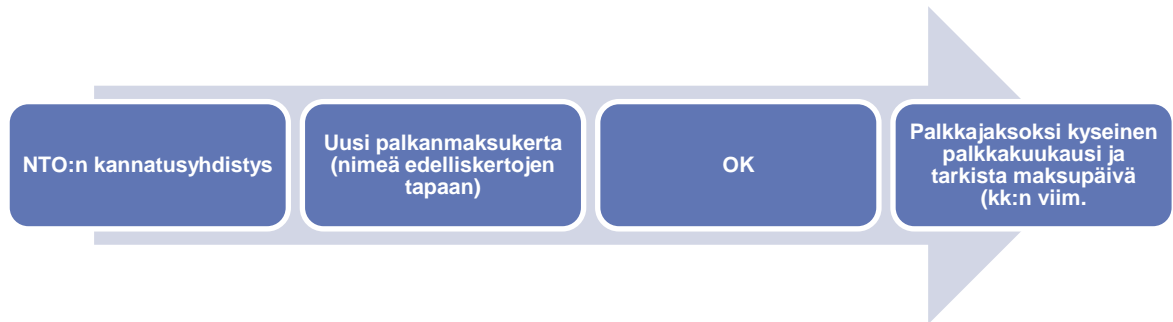 NTO:n kannatusyhdistys
Uusi palkanmaksukerta
(nimeä edelliskertojen
tapaan)
OK
Palkkajaksoksi kyseinen
palkkakuukausi ja
tarkista maksupäivä
(kk:n viim.